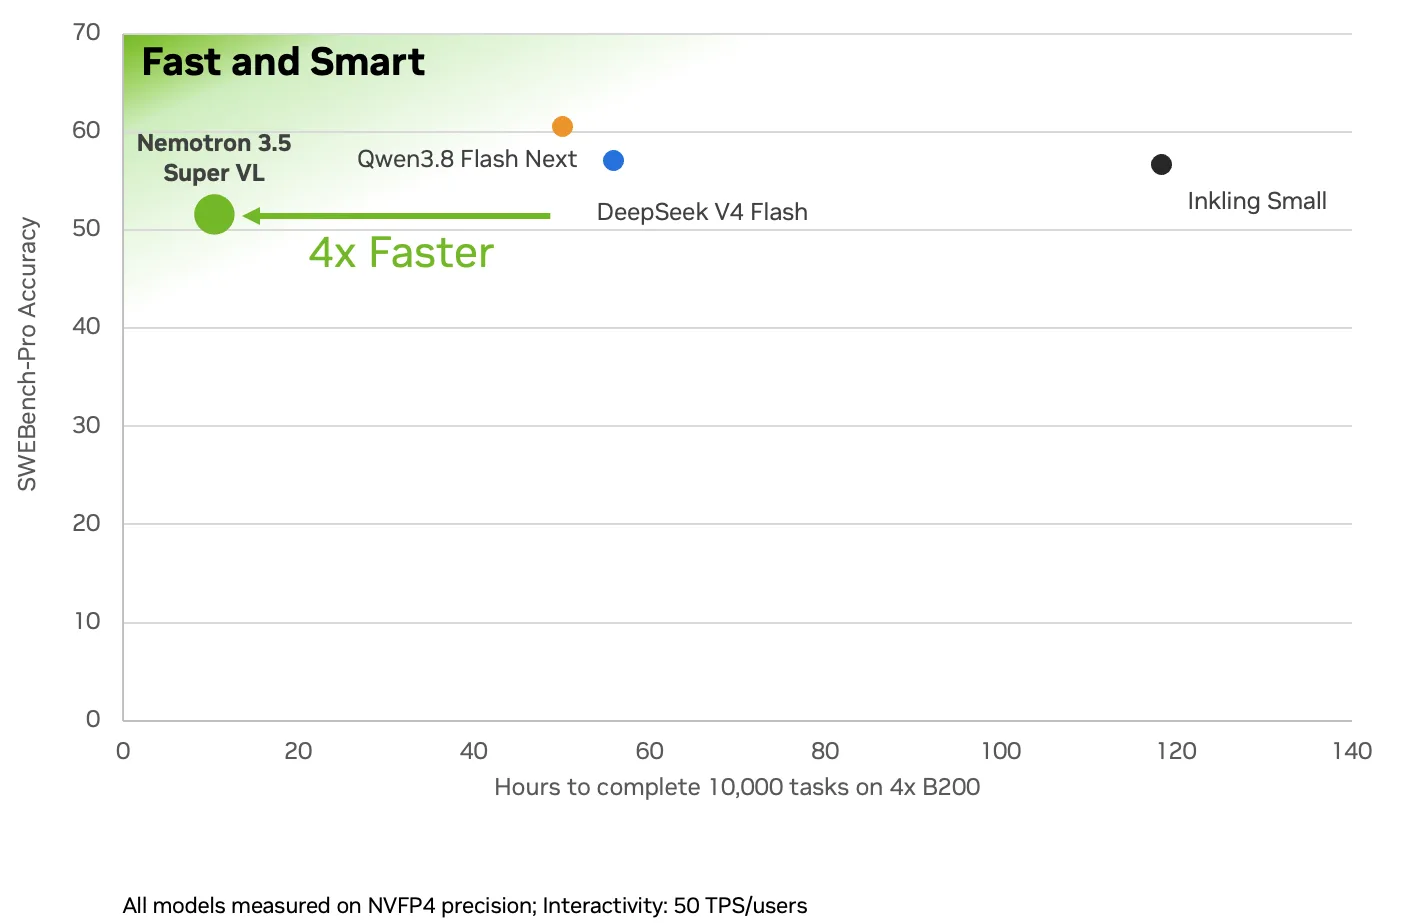 70
Fast and Smart
60
Nemotron 3.5
Super VL
Qwen3.8 Flash Next
DeepSeek V4 Flash
Inkling Small
50
4x Faster
40
30
20
10
0
SWEBench-Pro Accuracy
0 20 40 60 80 100 120 140
Hours to complete 10,000 tasks on 4x B200
All models measured on NVFP4 precision; Interactivity: 50 TPS/users